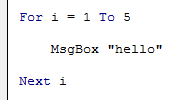 For i = 1 To 5
MsgBox "hello"
Next i